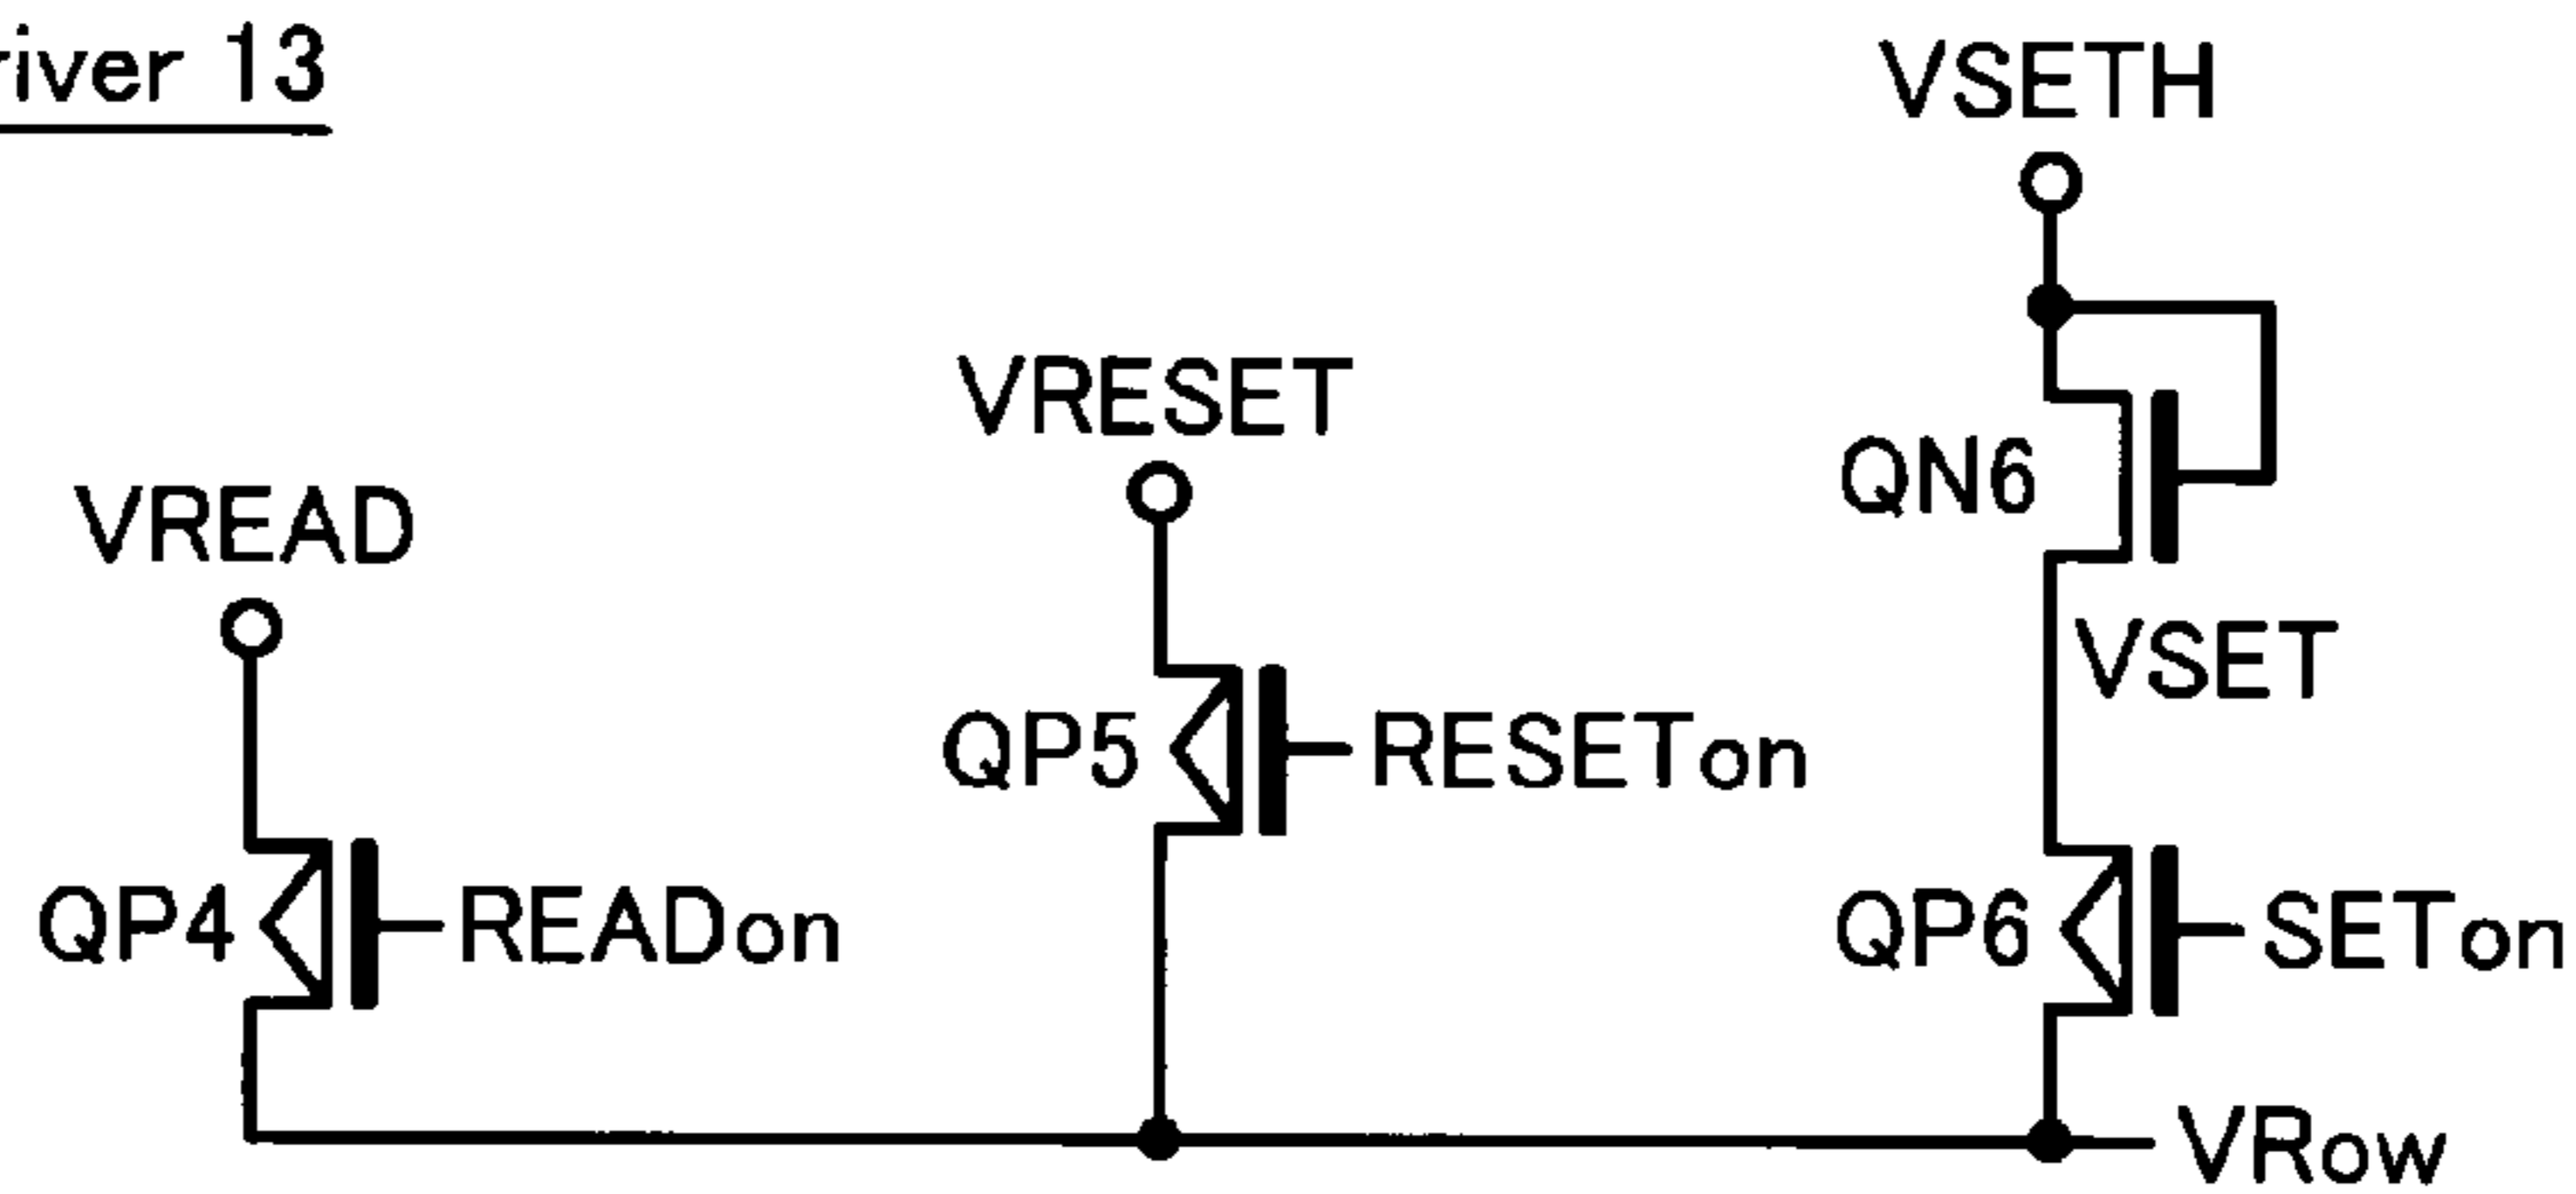 river 13
VSETH
VRESET
QN6
VREAD
VSET
QP5
RESETon
QP4
READon
QP6
SETon
VRow